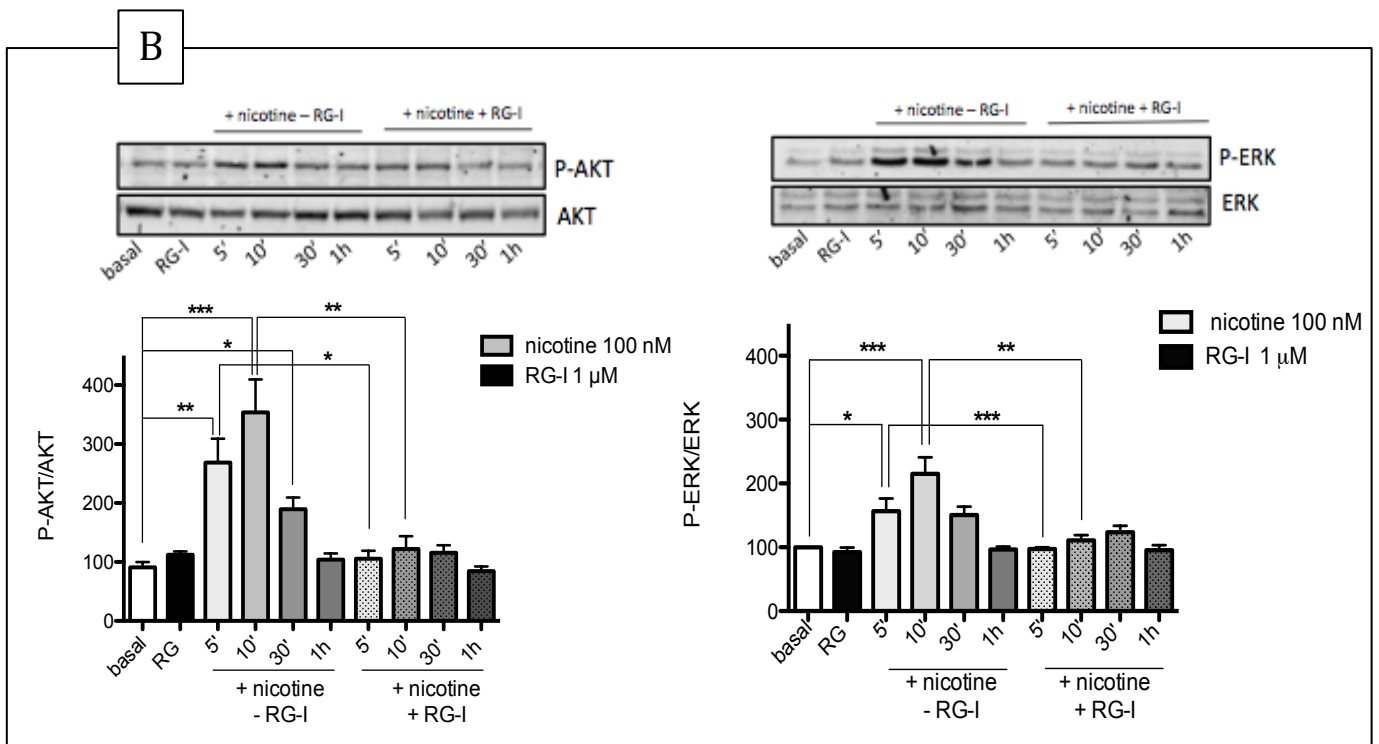 B
+ nicotine – RG-I
+ nicotine + RG-I
P-AKT
AKT
basal RG-I 5' 10' 30' 1h 5' 10' 30' 1h
*** **
* *
**
nicotine 100 nM
RG-I 1 µM
P-AKT/AKT
400
300
200
100
0
basal RG 5' 10' 30' 1h 5' 10' 30' 1h
+ nicotine
- RG-I
+ nicotine
+ RG-I
+ nicotine – RG-I
+ nicotine + RG-I
P-ERK
ERK
basal RG-I 5' 10' 30' 1h 5' 10' 30' 1h
*** **
* ***
nicotine 100 nM
RG-I 1 µM
P-ERK/ERK
400
300
200
100
0
basal RG 5' 10' 30' 1h 5' 10' 30' 1h
+ nicotine
- RG-I
+ nicotine
+ RG-I